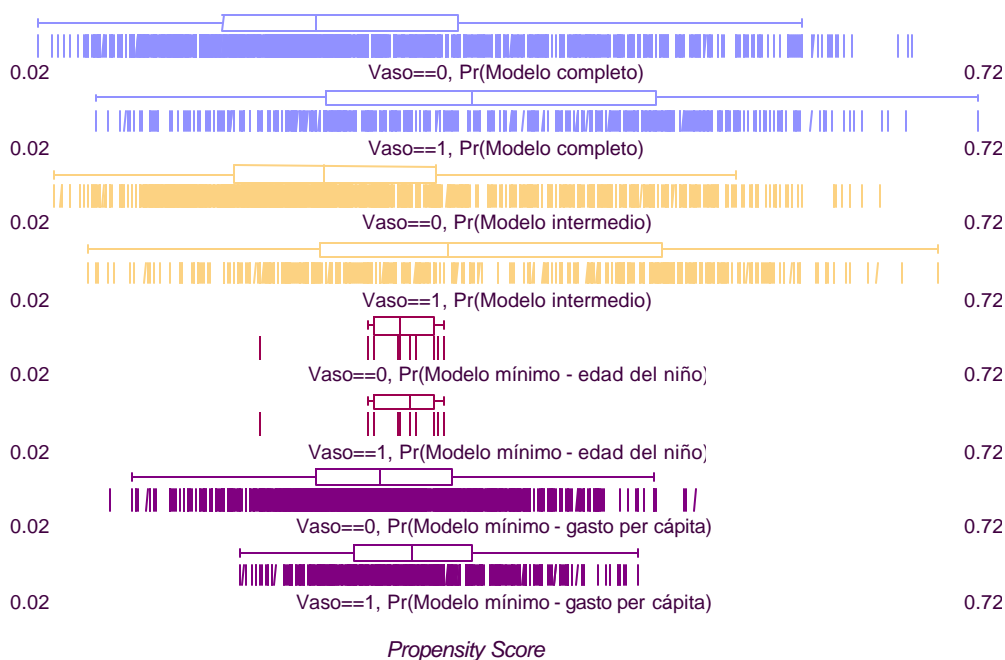 0.02 Vaso==0, Pr(Modelo completo) 0.72
0.02 Vaso==1, Pr(Modelo completo) 0.72
0.02 Vaso==0, Pr(Modelo intermedio) 0.72
0.02 Vaso==1, Pr(Modelo intermedio) 0.72
0.02 Vaso==0, Pr(Modelo mínimo - edad del niño) 0.72
0.02 Vaso==1, Pr(Modelo mínimo - edad del niño) 0.72
0.02 Vaso==0, Pr(Modelo mínimo - gasto per cápita) 0.72
0.02 Vaso==1, Pr(Modelo mínimo - gasto per cápita) 0.72
Propensity Score